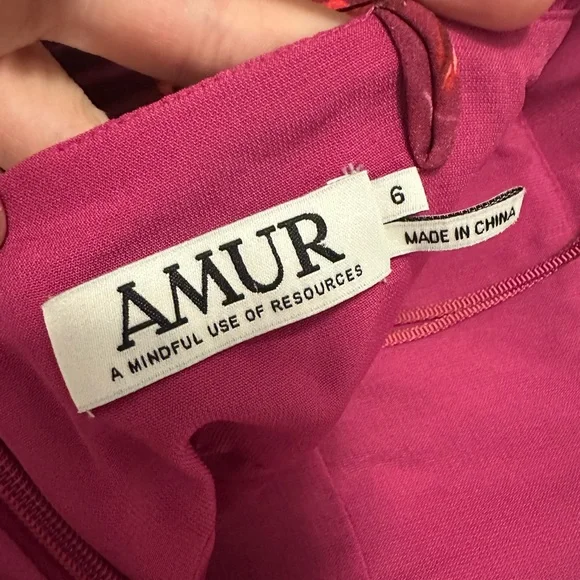 AMUR
A MINDFUL USE OF RESOURCES
6
MADE IN CHINA